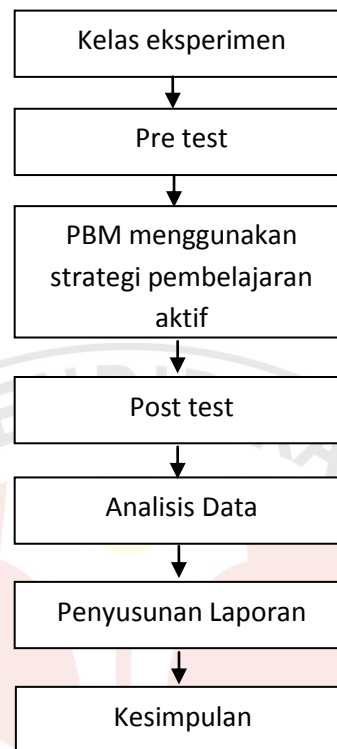 Kelas eksperimen
Pre test
PBM menggunakan
strategi pembelajaran
aktif
Post test
Analisis Data
Penyusunan Laporan
Kesimpulan